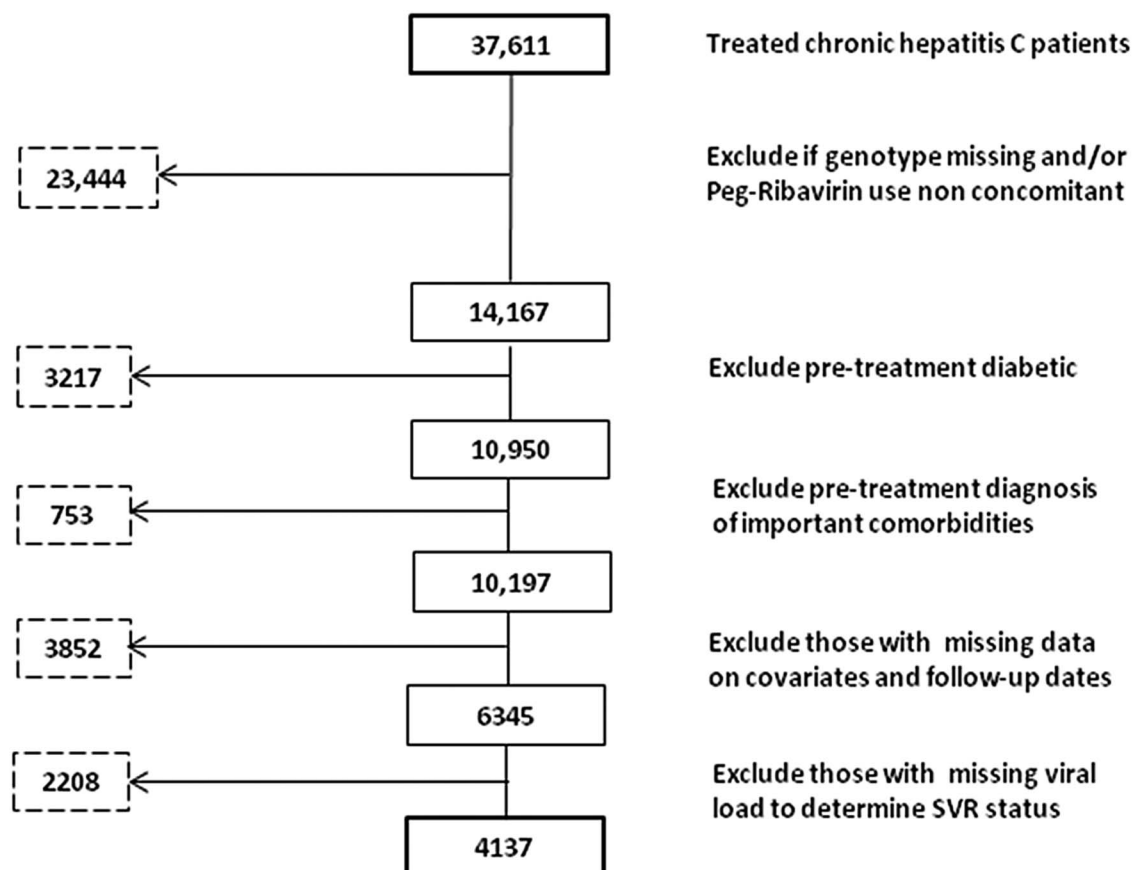 37,611
Treated chronic hepatitis C patients
23,444
Exclude if genotype missing and/or
Peg-Ribavirin use non concomitant
14,167
3217
Exclude pre-treatment diabetic
10,950
753
Exclude pre-treatment diagnosis
of important comorbidities
10,197
3852
Exclude those with missing data
on covariates and follow-up dates
6345
2208
Exclude those with missing viral
load to determine SVR status
4137